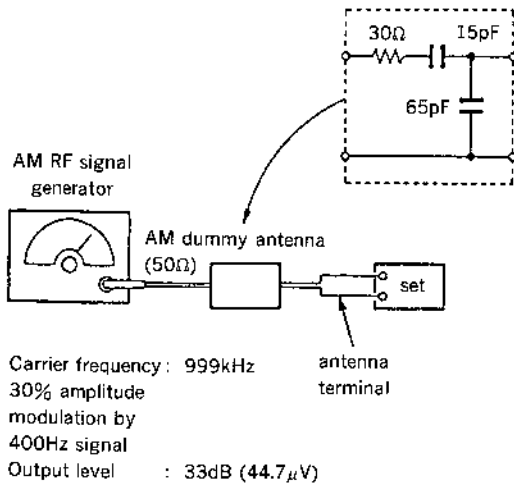 30Ω 15pF
65pF
AM RF signal
generator
AM dummy antenna
(50Ω)
set
antenna
terminal
Carrier frequency : 999kHz
30% amplitude
modulation by
400Hz signal
Output level : 33dB (44.7μV)